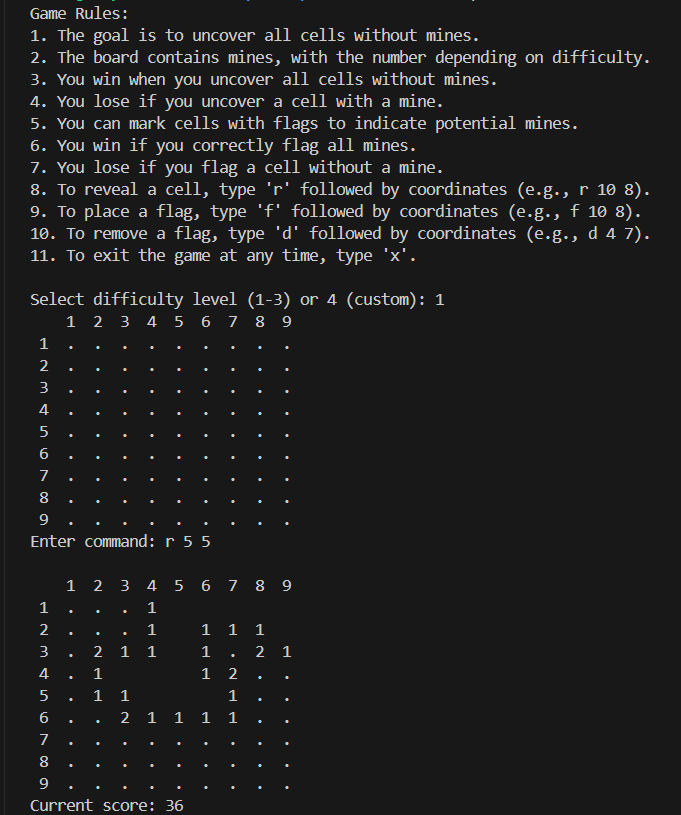 Game Rules:
1. The goal is to uncover all cells without mines.
2. The board contains mines, with the number depending on difficulty.
3. You win when you uncover all cells without mines.
4. You lose if you uncover a cell with a mine.
5. You can mark cells with flags to indicate potential mines.
6. You win if you correctly flag all mines.
7. You lose if you flag a cell without a mine.
8. To reveal a cell, type 'r' followed by coordinates (e.g., r 10 8).
9. To place a flag, type 'f' followed by coordinates (e.g., f 10 8).
10. To remove a flag, type 'd' followed by coordinates (e.g., d 4 7).
11. To exit the game at any time, type 'x'.

Select difficulty level (1-3) or 4 (custom): 1
    1  2  3  4  5  6  7  8  9
 1  .  .  .  .  .  .  .  .  .
 2  .  .  .  .  .  .  .  .  .
 3  .  .  .  .  .  .  .  .  .
 4  .  .  .  .  .  .  .  .  .
 5  .  .  .  .  .  .  .  .  .
 6  .  .  .  .  .  .  .  .  .
 7  .  .  .  .  .  .  .  .  .
 8  .  .  .  .  .  .  .  .  .
 9  .  .  .  .  .  .  .  .  .
Enter command: r 5 5

    1  2  3  4  5  6  7  8  9
 1  .  .  .  1
 2  .  .  .  1     1  1  1
 3  .  2  1  1     1  .  2  1
 4  .  1           1  2  .  .
 5  .  1  1           1  .  .
 6  .  .  2  1  1  1  1  .  .
 7  .  .  .  .  .  .  .  .  .
 8  .  .  .  .  .  .  .  .  .
 9  .  .  .  .  .  .  .  .  .
Current score: 36